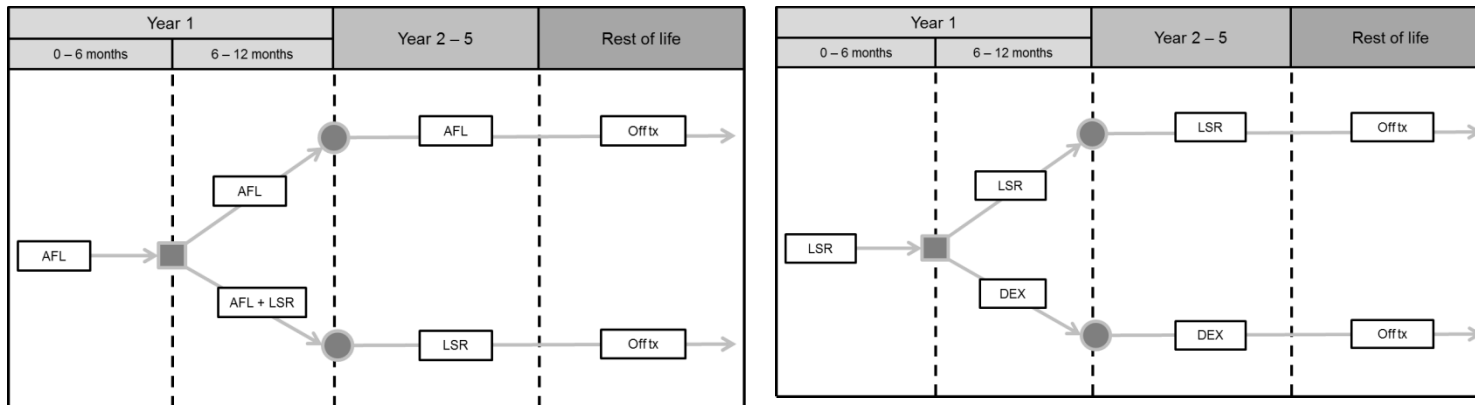 Year 1
Year 2 – 5
Rest of life
0 – 6 months
6 – 12 months
AFL
Off tx
AFL
AFL
AFL + LSR
LSR
Off tx
Year 1
Year 2 – 5
Rest of life
0 – 6 months
6 – 12 months
LSR
Off tx
LSR
LSR
DEX
DEX
Off tx